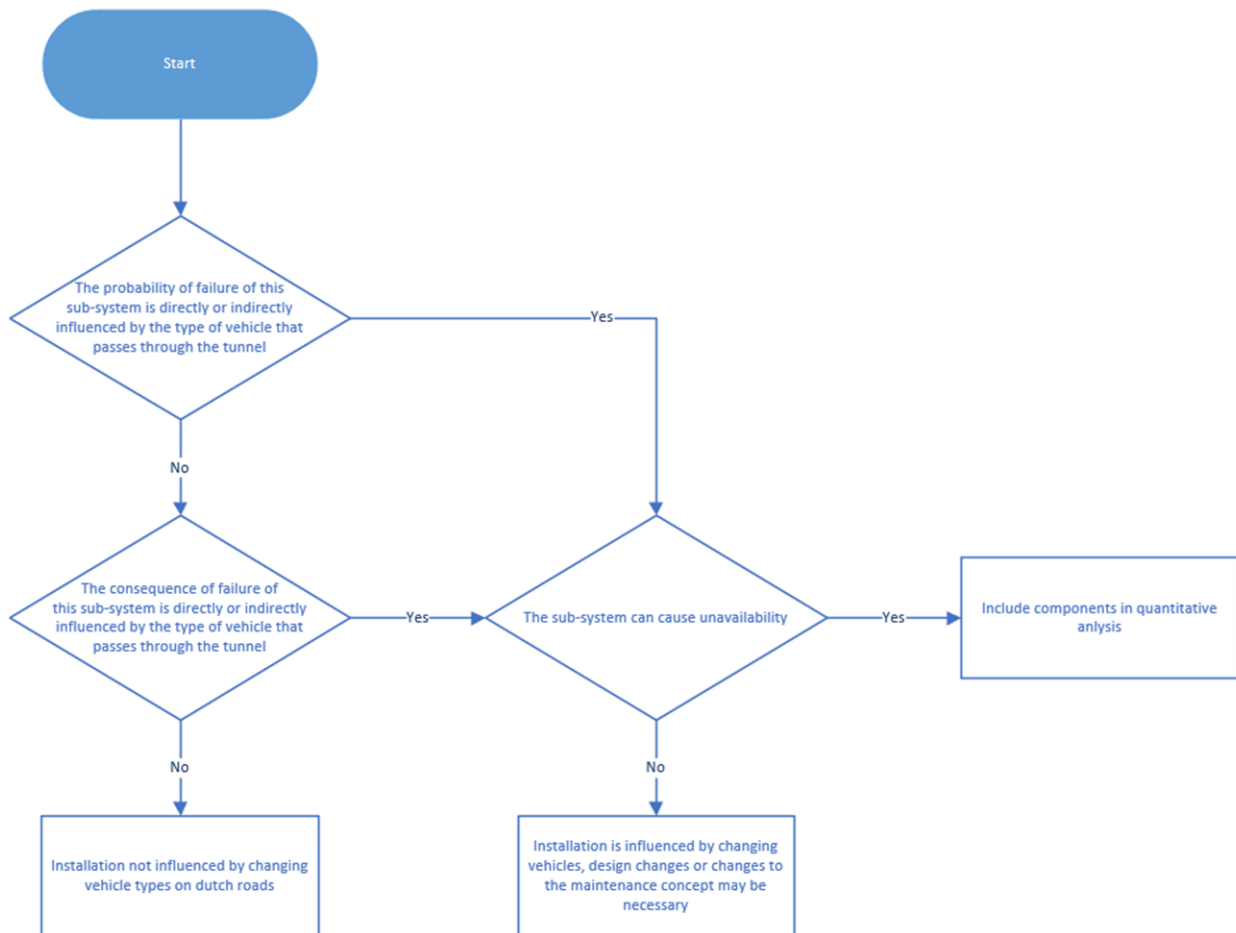 Start
The probability of failure of this
sub-system is directly or indirectly
influenced by the type of vehicle that
passes through the tunnel
Yes
No
The consequence of failure of
this sub-system is directly or indirectly
influenced by the type of vehicle that
passes through the tunnel
Yes
The sub-system can cause unavailability
Yes
Include components in quantitative
anlysis
No
No
Installation not influenced by changing
vehicle types on dutch roads
Installation is influenced by changing
vehicles, design changes or changes to
the maintenance concept may be
necessary